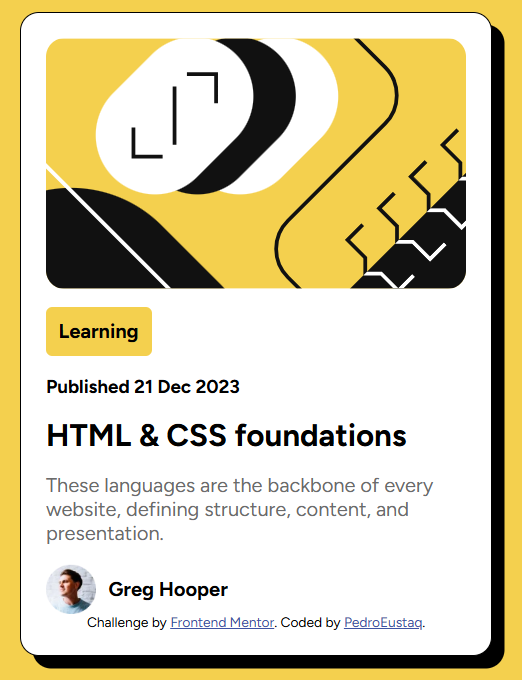 Learning
Published 21 Dec 2023
HTML & CSS foundations
These languages are the backbone of every
website, defining structure, content, and
presentation.
Greg Hooper
Challenge by Frontend Mentor. Coded by PedroEustaq.